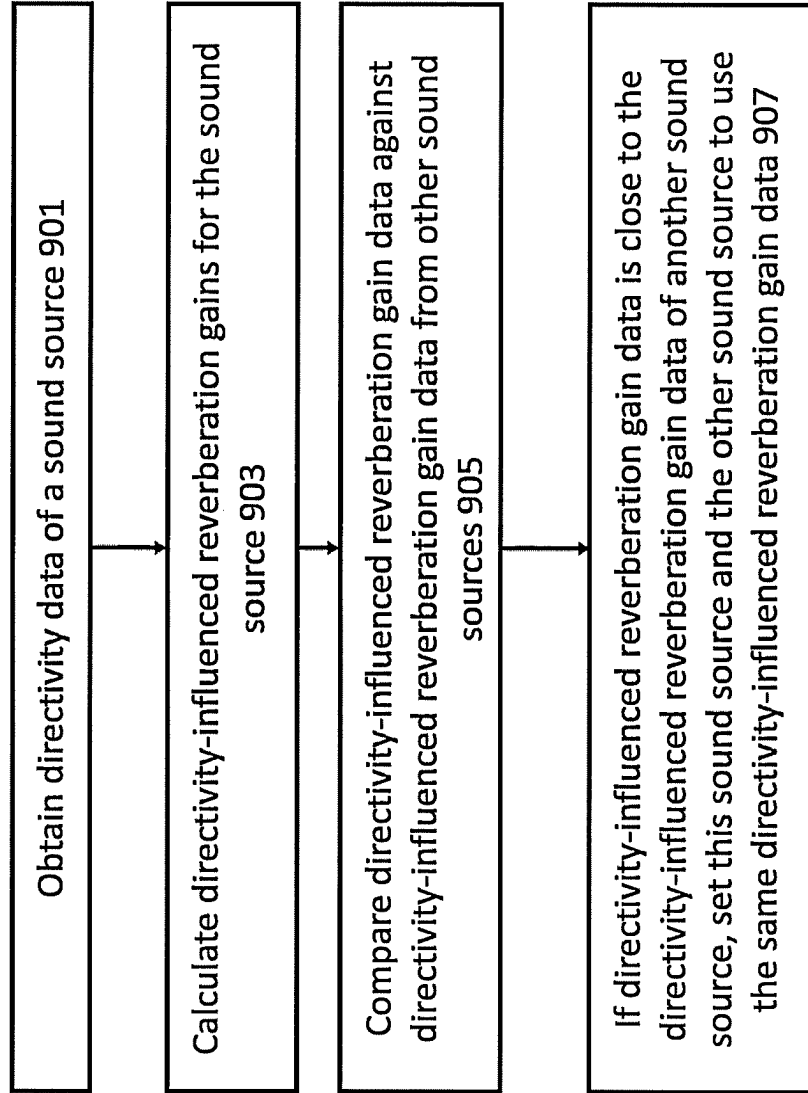 Obtain directivity data of a sound source 901
Calculate directivity-influenced reverberation gains for the sound
source 903
Compare directivity-influenced reverberation gain data against
directivity-influenced reverberation gain data from other sound
sources 905
If directivity-influenced reverberation gain data is close to the
directivity-influenced reverberation gain data of another sound
source, set this sound source and the other sound source to use
the same directivity-influenced reverberation gain data 907